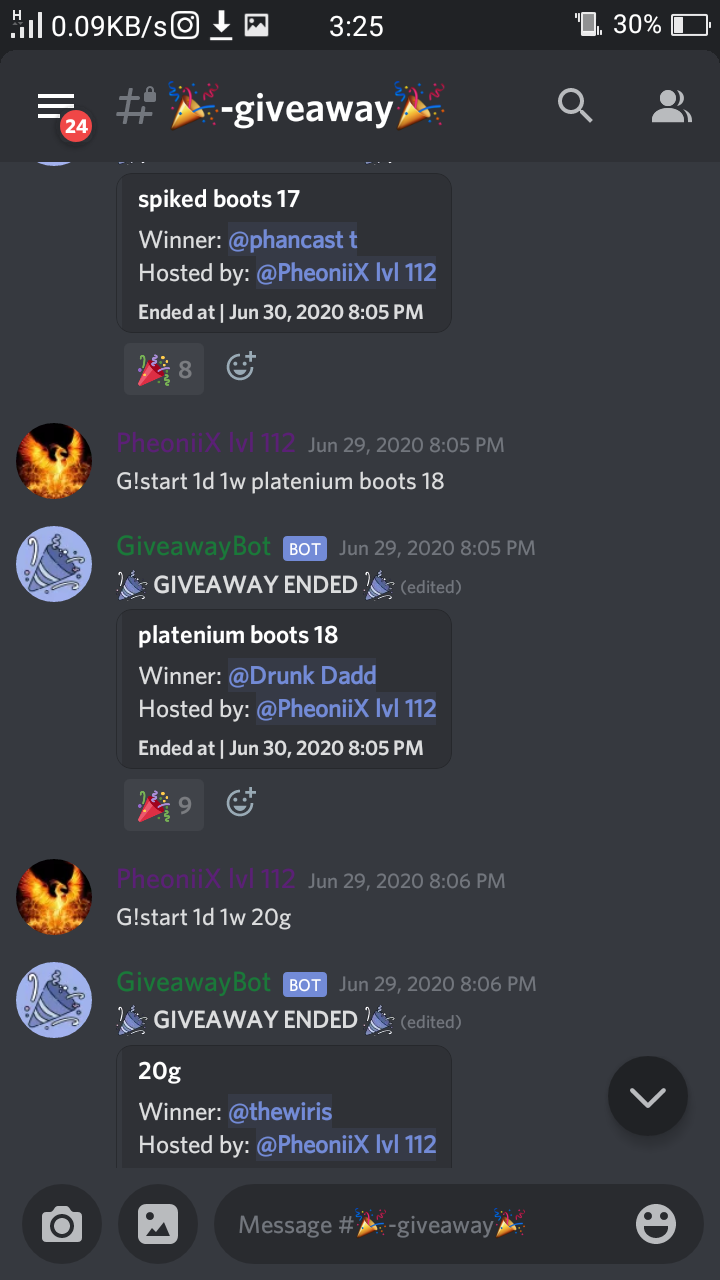 H
0.09KB/s 3:25 30%
24
# -giveaway
spiked boots 17
Winner: @phancast t
Hosted by: @PheoniiX lvl 112
Ended at | Jun 30, 2020 8:05 PM
8
PheoniiX lvl 112 Jun 29, 2020 8:05 PM
G!start 1d 1w platenium boots 18
GiveawayBot BOT Jun 29, 2020 8:05 PM
GIVEAWAY ENDED (edited)
platenium boots 18
Winner: @Drunk Dadd
Hosted by: @PheoniiX lvl 112
Ended at | Jun 30, 2020 8:05 PM
9
PheoniiX lvl 112 Jun 29, 2020 8:06 PM
G!start 1d 1w 20g
GiveawayBot BOT Jun 29, 2020 8:06 PM
GIVEAWAY ENDED (edited)
20g
Winner: @thewiris
Hosted by: @PheoniiX lvl 112
Message #🎉-giveaway🎉